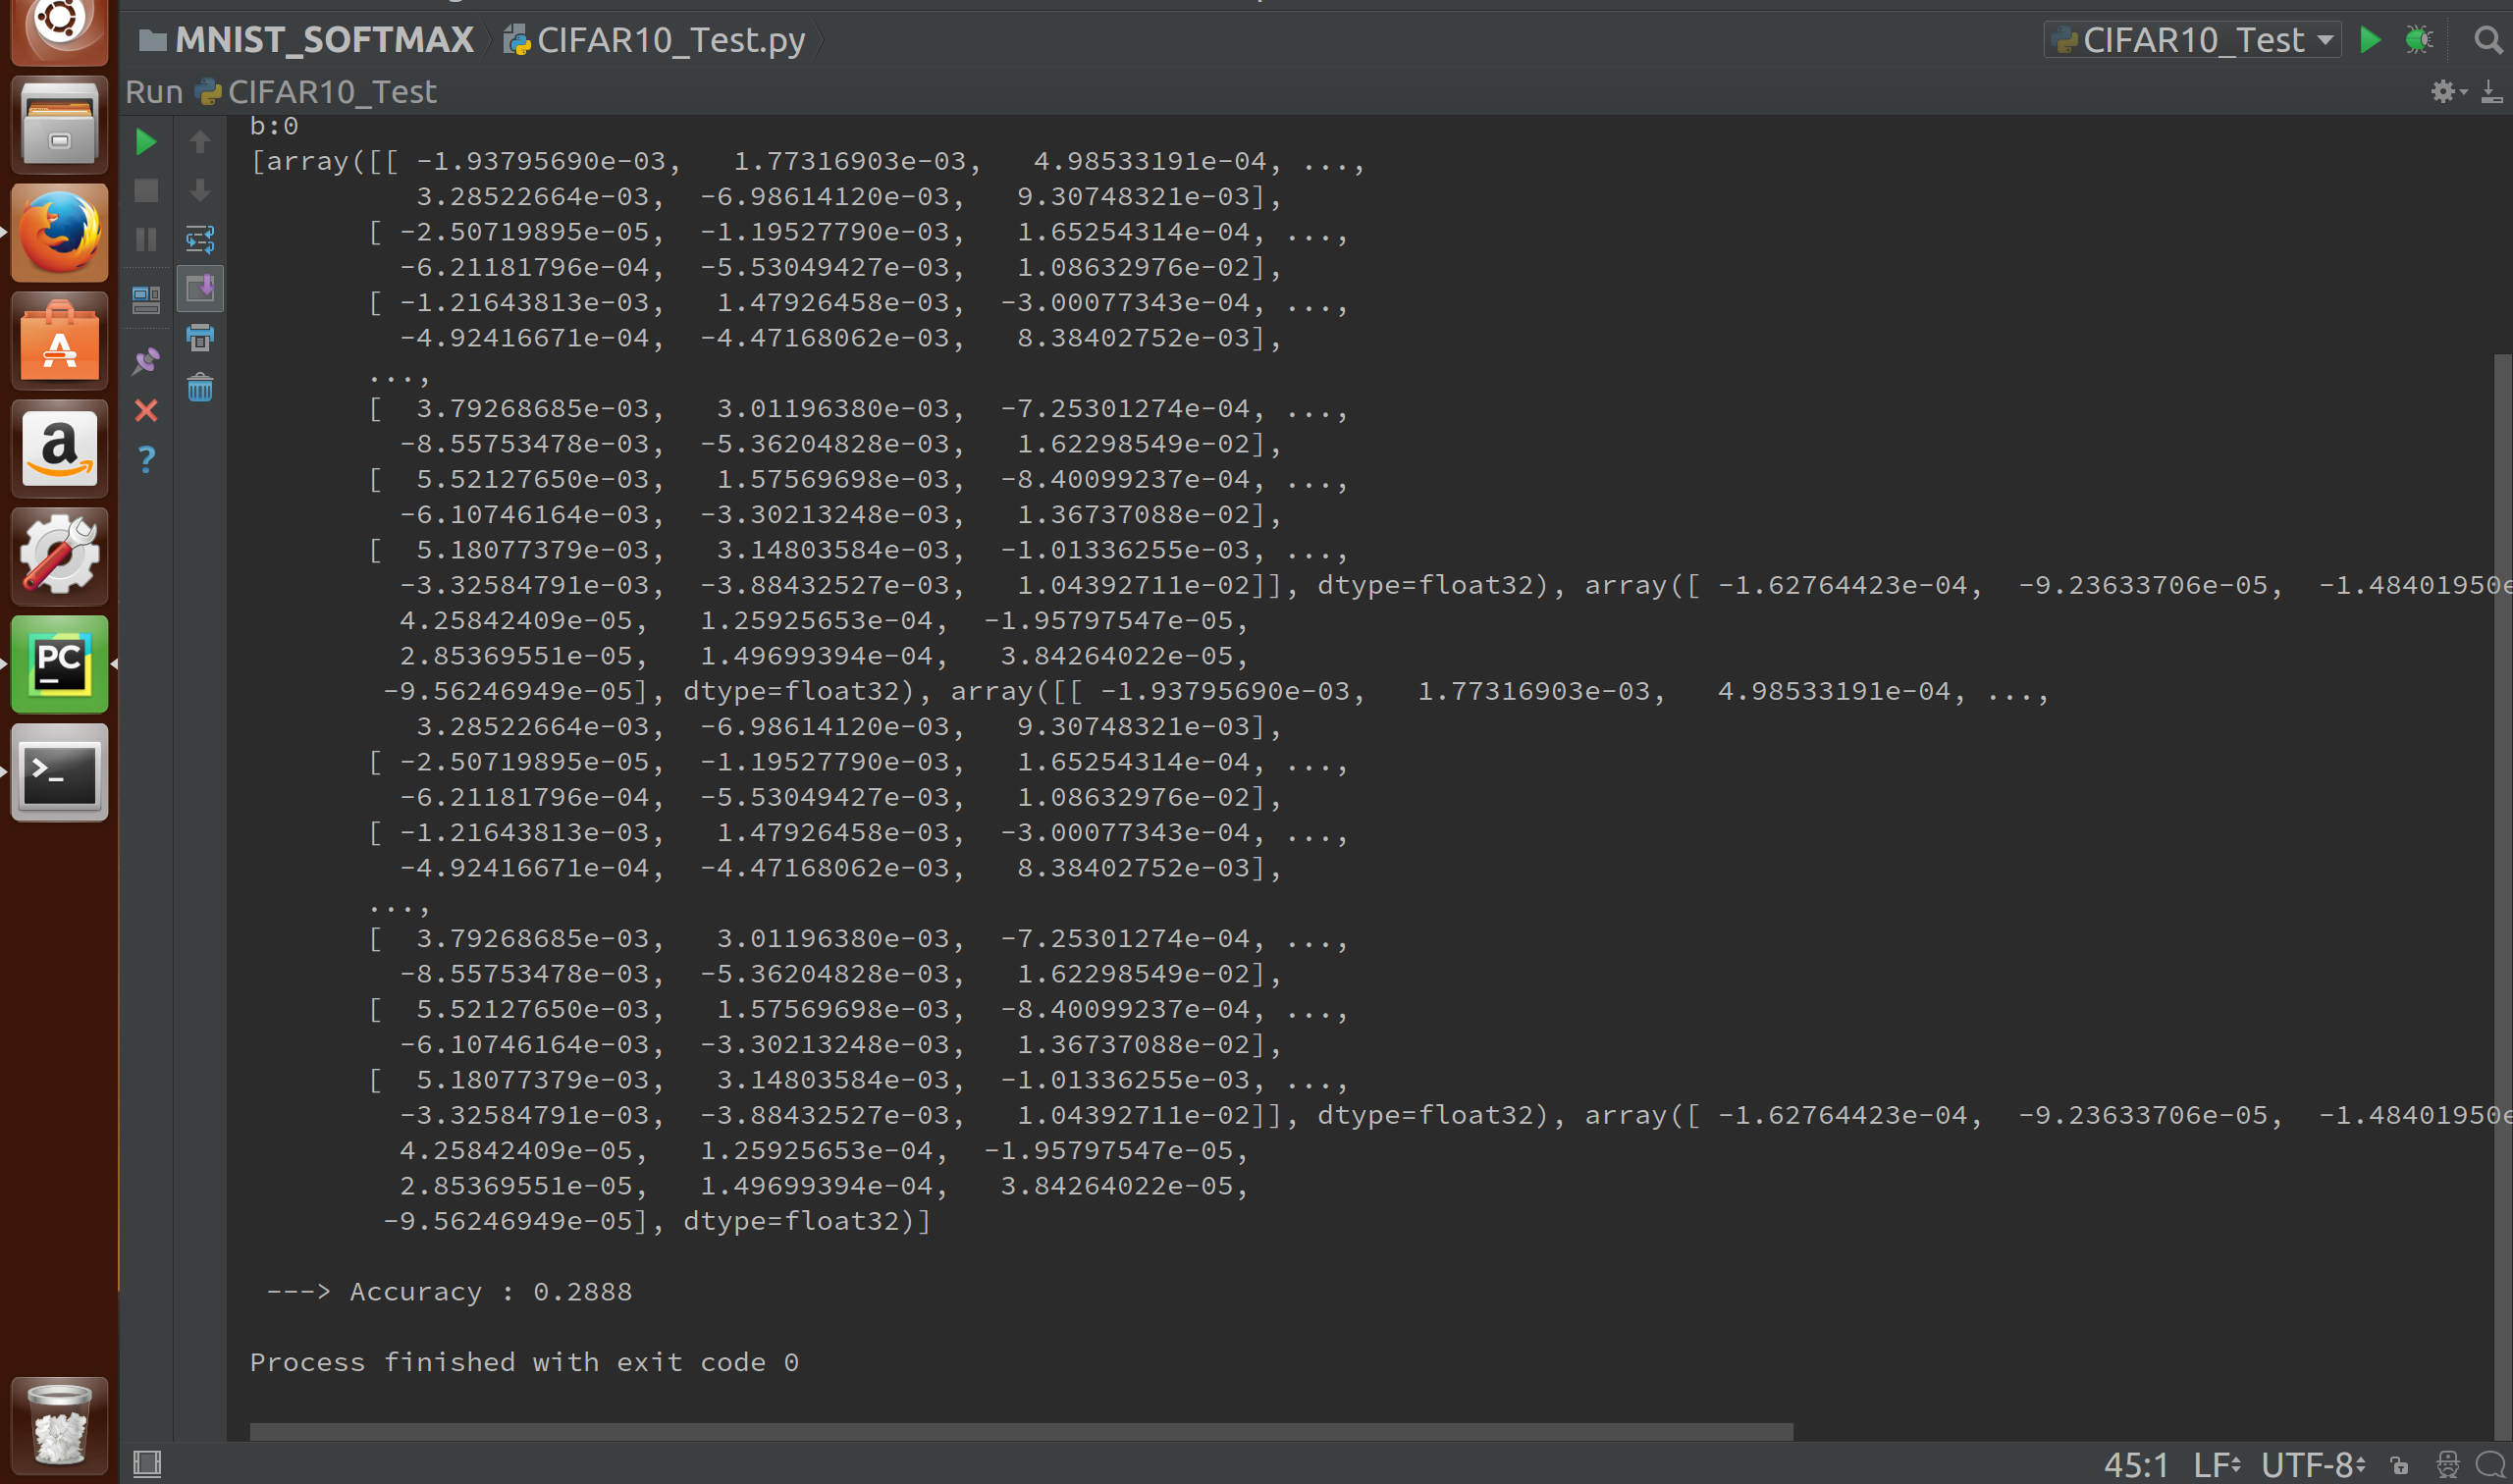 MNIST_SOFTMAX CIFAR10_Test.py CIFAR10_Test
Run CIFAR10_Test
b:0
[array([[ -1.93795690e-03, 1.77316903e-03, 4.98533191e-04, ...,
3.28522664e-03, -6.98614120e-03, 9.30748321e-03],
[ -2.50719895e-05, -1.19527790e-03, 1.65254314e-04, ...,
-6.21181796e-04, -5.53049427e-03, 1.08632976e-02],
[ -1.21643813e-03, 1.47926458e-03, -3.00077343e-04, ...,
-4.92416671e-04, -4.47168062e-03, 8.38402752e-03],
...,
[ 3.79268685e-03, 3.01196380e-03, -7.25301274e-04, ...,
-8.55753478e-03, -5.36204828e-03, 1.62298549e-02],
[ 5.52127650e-03, 1.57569698e-03, -8.40099237e-04, ...,
-6.10746164e-03, -3.30213248e-03, 1.36737088e-02],
[ 5.18077379e-03, 3.14803584e-03, -1.01336255e-03, ...,
-3.32584791e-03, -3.88432527e-03, 1.04392711e-02]], dtype=float32), array([ -1.62764423e-04, -9.23633706e-05, -1.48401950e
4.25842409e-05, 1.25925653e-04, -1.95797547e-05,
2.85369551e-05, 1.49699394e-04, 3.84264022e-05,
-9.56246949e-05], dtype=float32), array([[ -1.93795690e-03, 1.77316903e-03, 4.98533191e-04, ...,
3.28522664e-03, -6.98614120e-03, 9.30748321e-03],
[ -2.50719895e-05, -1.19527790e-03, 1.65254314e-04, ...,
-6.21181796e-04, -5.53049427e-03, 1.08632976e-02],
[ -1.21643813e-03, 1.47926458e-03, -3.00077343e-04, ...,
-4.92416671e-04, -4.47168062e-03, 8.38402752e-03],
...,
[ 3.79268685e-03, 3.01196380e-03, -7.25301274e-04, ...,
-8.55753478e-03, -5.36204828e-03, 1.62298549e-02],
[ 5.52127650e-03, 1.57569698e-03, -8.40099237e-04, ...,
-6.10746164e-03, -3.30213248e-03, 1.36737088e-02],
[ 5.18077379e-03, 3.14803584e-03, -1.01336255e-03, ...,
-3.32584791e-03, -3.88432527e-03, 1.04392711e-02]], dtype=float32), array([ -1.62764423e-04, -9.23633706e-05, -1.48401950e
4.25842409e-05, 1.25925653e-04, -1.95797547e-05,
2.85369551e-05, 1.49699394e-04, 3.84264022e-05,
-9.56246949e-05], dtype=float32)]
---> Accuracy : 0.2888
Process finished with exit code 0
45:1 LF UTF-8
PC